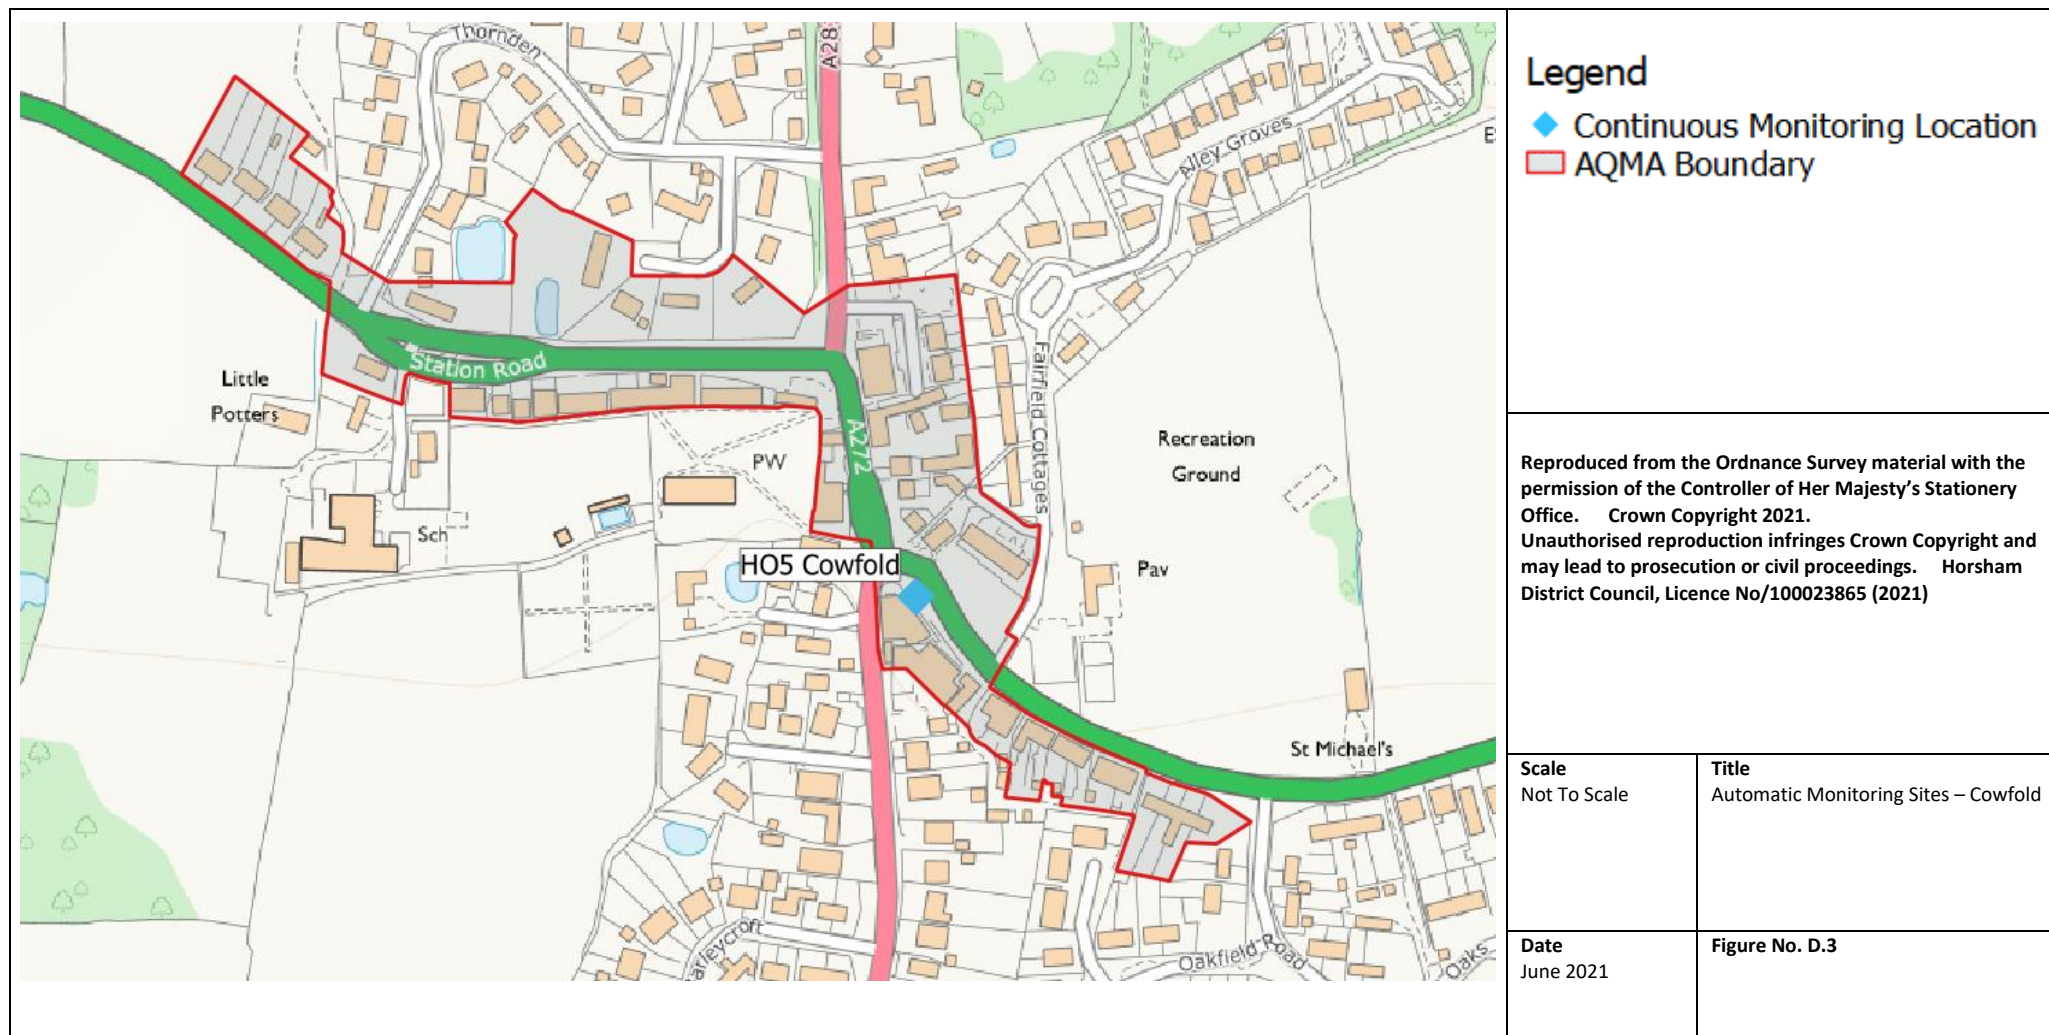 Thornden
A28
Alley Groves
Little
Potters
Station Road
A272
PW
Sch
HO5 Cowfold
Fairfield Cottages
Recreation
Ground
Pav
St Michael's
Oakfield Road
Oaks
Legend
Continuous Monitoring Location
AQMA Boundary
Reproduced from the Ordnance Survey material with the
permission of the Controller of Her Majesty’s Stationery
Office. Crown Copyright 2021.
Unauthorised reproduction infringes Crown Copyright and
may lead to prosecution or civil proceedings. Horsham
District Council, Licence No/100023865 (2021)
Scale
Not To Scale
Title
Automatic Monitoring Sites – Cowfold
Date
June 2021
Figure No. D.3